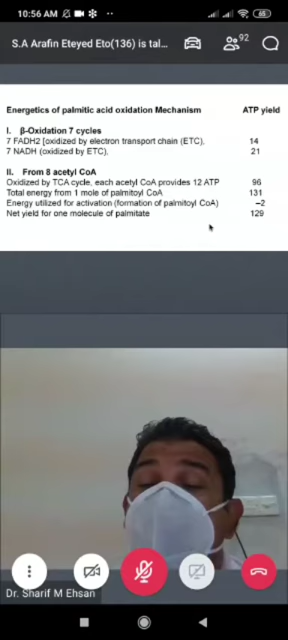 10:56 AM
65
S.A Arafin Eteyed Eto(136) is tal...
92
Energetics of palmitic acid oxidation Mechanism ATP yield
I. β-Oxidation 7 cycles
7 FADH2 [oxidized by electron transport chain (ETC), 14
7 NADH (oxidized by ETC), 21
II. From 8 acetyl CoA
Oxidized by TCA cycle, each acetyl CoA provides 12 ATP 96
Total energy from 1 mole of palmitoyl CoA 131
Energy utilized for activation (formation of palmitoyl CoA) –2
Net yield for one molecule of palmitate 129
Dr. Sharif M Ehsan